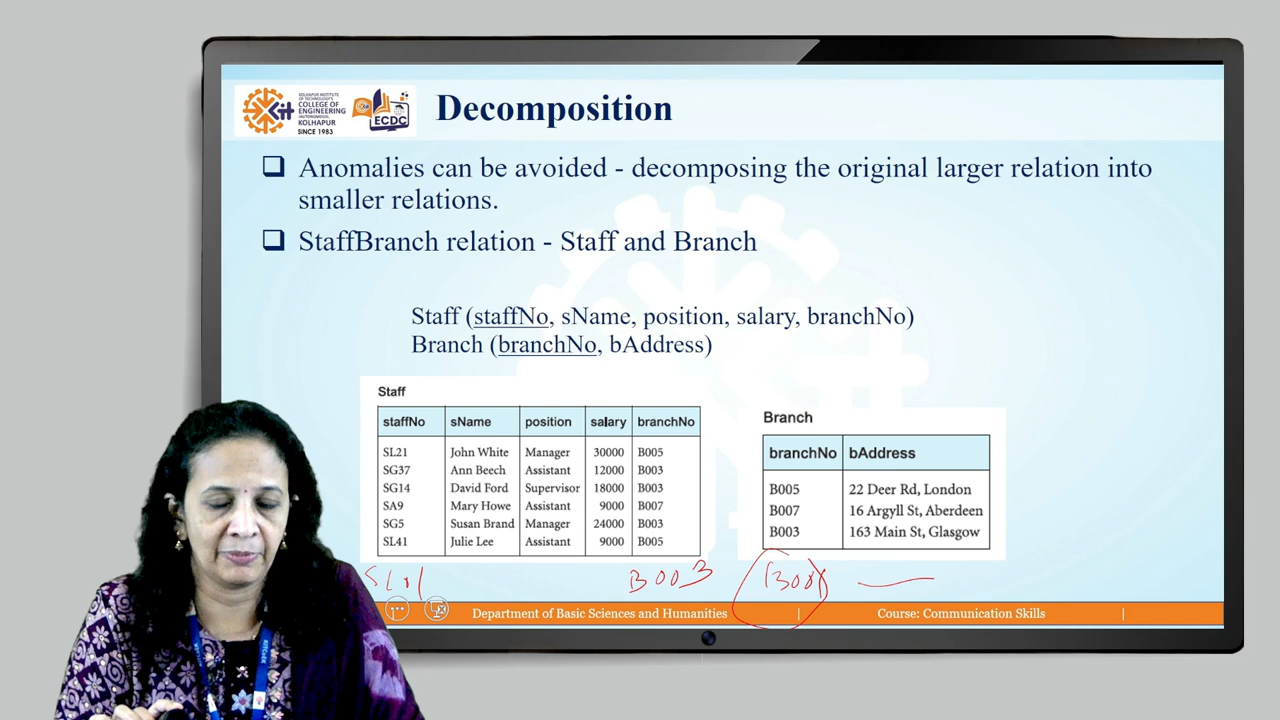 KOLHAPUR INSTITUTE
OF TECHNOLOGY'S
COLLEGE OF
ENGINEERING
(AUTONOMOUS),
KOLHAPUR
SINCE 1983
ECDC
Decomposition
Anomalies can be avoided - decomposing the original larger relation into
smaller relations.
StaffBranch relation - Staff and Branch
Staff (staffNo, sName, position, salary, branchNo)
Branch (branchNo, bAddress)
Staff
staffNo sName position salary branchNo
SL21 John White Manager 30000 B005
SG37 Ann Beech Assistant 12000 B003
SG14 David Ford Supervisor 18000 B003
SA9 Mary Howe Assistant 9000 B007
SG5 Susan Brand Manager 24000 B003
SL41 Julie Lee Assistant 9000 B005
Branch
branchNo bAddress
B005 22 Deer Rd, London
B007 16 Argyll St, Aberdeen
B003 163 Main St, Glasgow
B003
Department of Basic Sciences and Humanities | Course: Communication Skills |